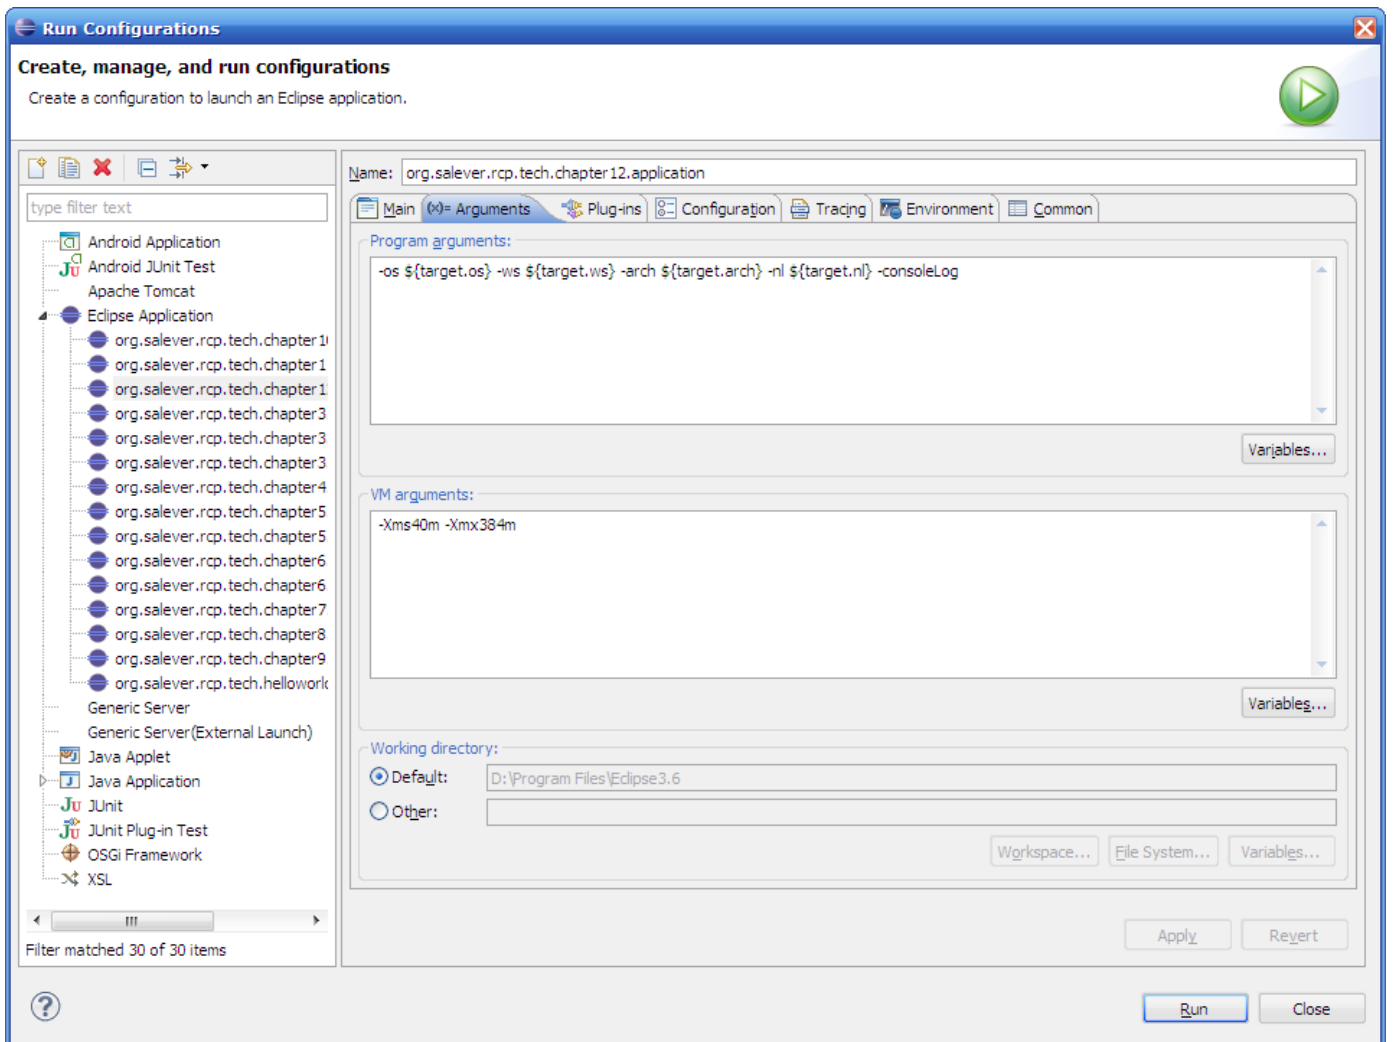 Run Configurations
Create, manage, and run configurations
Create a configuration to launch an Eclipse application.
type filter text
Android Application
Android JUnit Test
Apache Tomcat
Eclipse Application
org.salever.rcp.tech.chapter10
org.salever.rcp.tech.chapter1
org.salever.rcp.tech.chapter1
org.salever.rcp.tech.chapter3
org.salever.rcp.tech.chapter3
org.salever.rcp.tech.chapter3
org.salever.rcp.tech.chapter4
org.salever.rcp.tech.chapter5
org.salever.rcp.tech.chapter5
org.salever.rcp.tech.chapter6
org.salever.rcp.tech.chapter6
org.salever.rcp.tech.chapter7
org.salever.rcp.tech.chapter8
org.salever.rcp.tech.chapter9
org.salever.rcp.tech.helloworld
Generic Server
Generic Server(External Launch)
Java Applet
Java Application
JUnit
JUnit Plug-in Test
OSGi Framework
XSL
Filter matched 30 of 30 items
Name: org.salever.rcp.tech.chapter12.application
Main (x)= Arguments Plug-ins Configuration Tracing Environment Common
Program arguments:
-os ${target.os} -ws ${target.ws} -arch ${target.arch} -nl ${target.nl} -consoleLog
Variables...
VM arguments:
-Xms40m -Xmx384m
Variables...
Working directory:
Default: D:\Program Files\Eclipse3.6
Other:
Workspace... File System... Variables...
Apply Revert
Run Close